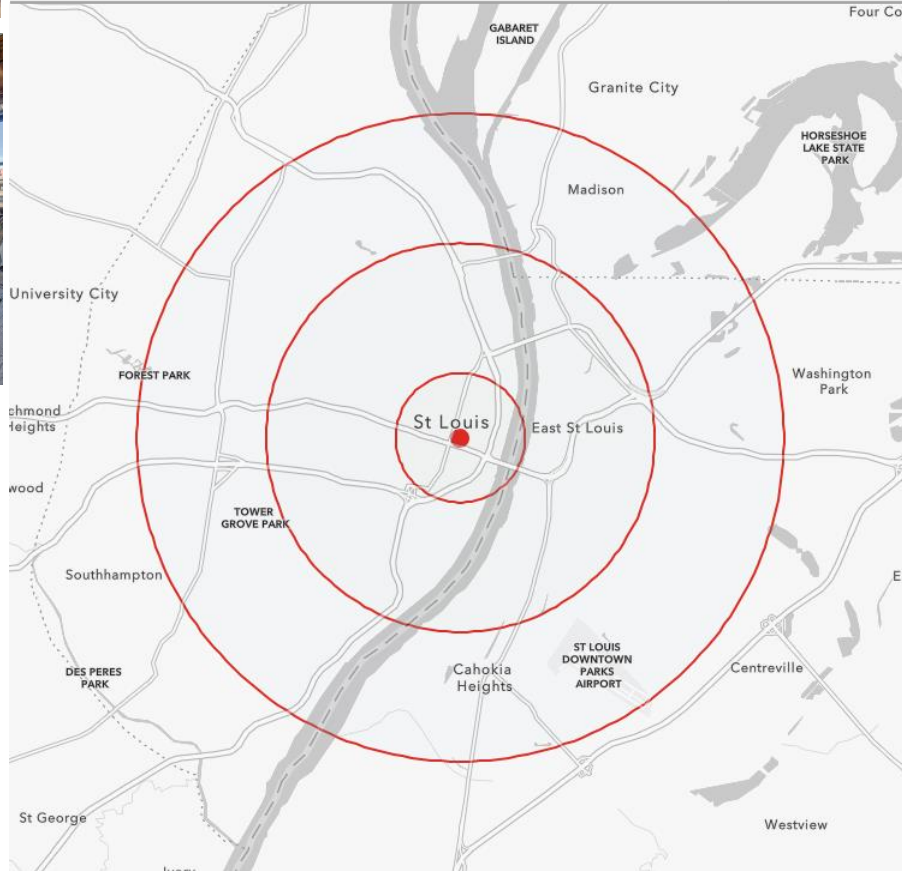 Four Co
GABARET
ISLAND
Granite City
HORSESHOE
LAKE STATE
PARK
Madison
University City
FOREST PARK
Washington
Park
chmond
Heights
St Louis
East St Louis
wood
TOWER
GROVE PARK
Southhampton
E
ST LOUIS
DOWNTOWN
PARKS
AIRPORT
DES PERES
PARK
Cahokia
Heights
Centreville
St George
Westview